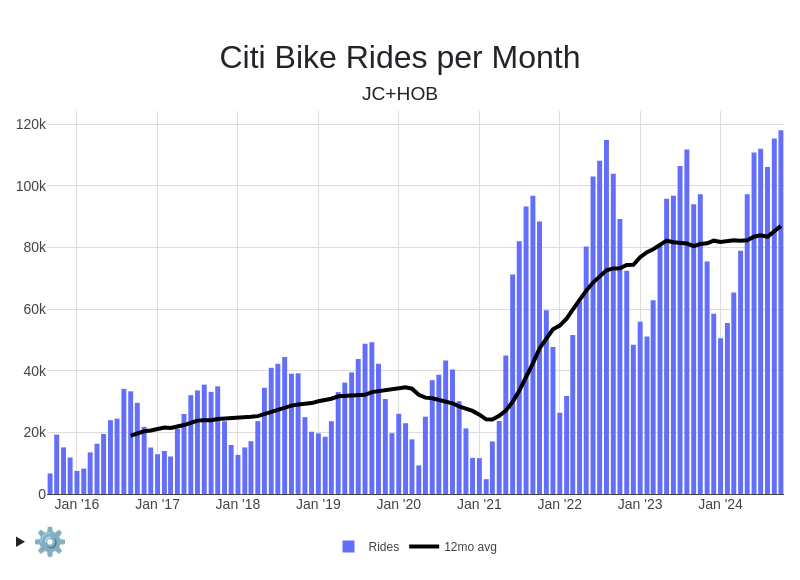 Citi Bike Rides per Month
JC+HOB
120k
100k
80k
60k
40k
20k
0
Jan '16 Jan '17 Jan '18 Jan '19 Jan '20 Jan '21 Jan '22 Jan '23 Jan '24
Rides 12mo avg